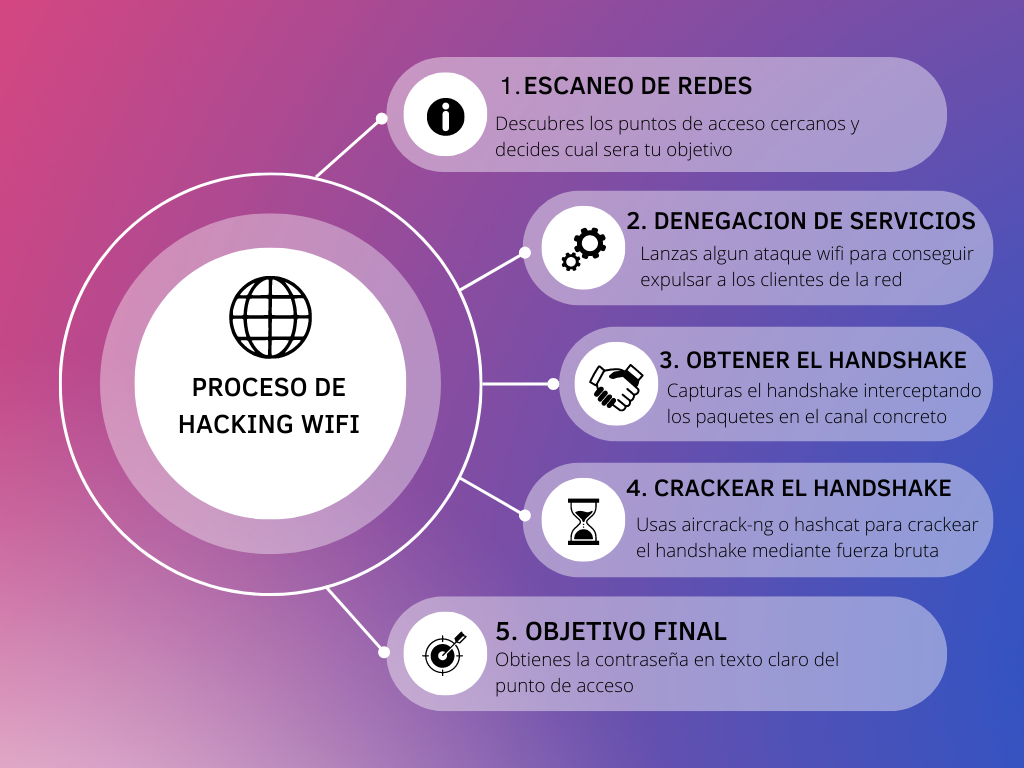 PROCESO DE
HACKING WIFI
1. ESCANEO DE REDES
Descubres los puntos de acceso cercanos y
decides cual sera tu objetivo
2. DENEGACION DE SERVICIOS
Lanzas algun ataque wifi para conseguir
expulsar a los clientes de la red
3. OBTENER EL HANDSHAKE
Capturas el handshake interceptando
los paquetes en el canal concreto
4. CRACKEAR EL HANDSHAKE
Usas aircrack-ng o hashcat para crackear
el handshake mediante fuerza bruta
5. OBJETIVO FINAL
Obtienes la contraseña en texto claro del
punto de acceso